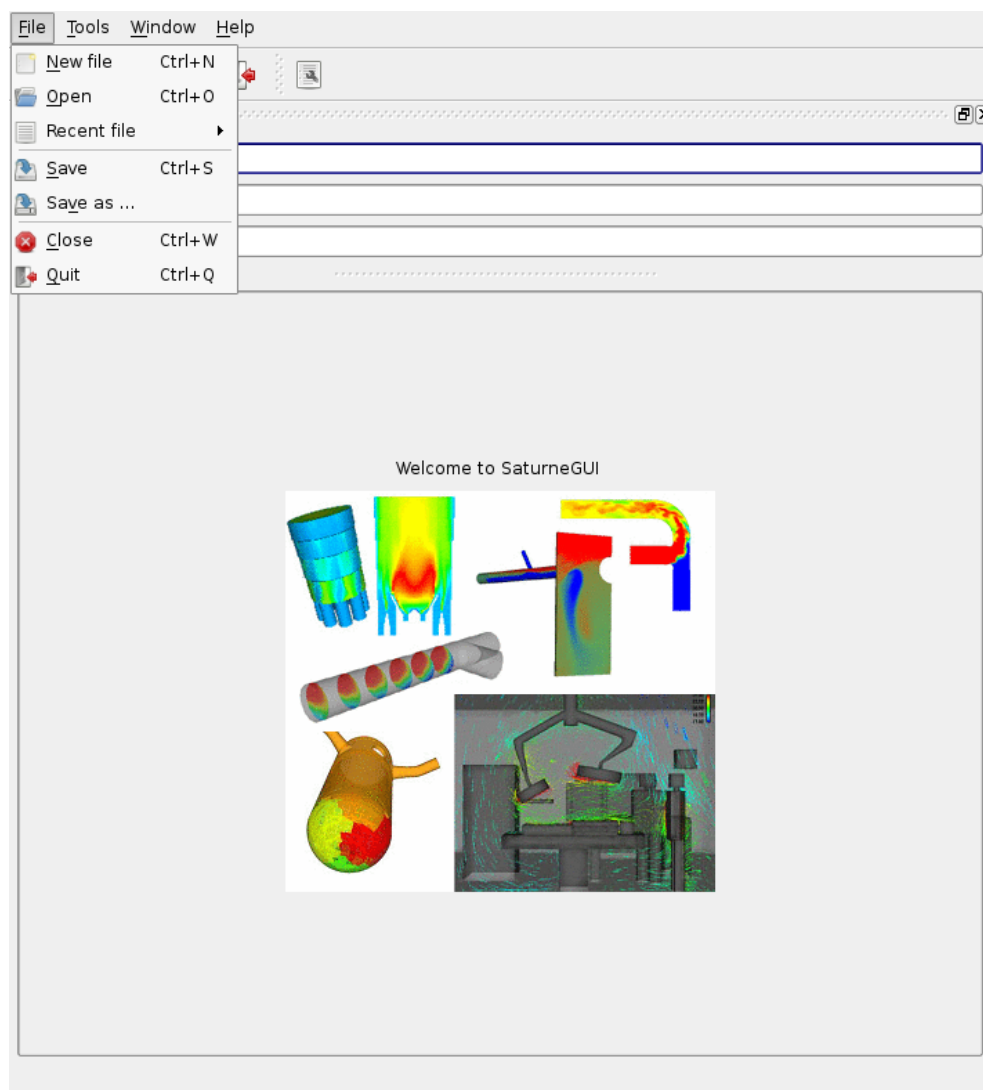 File Tools Window Help
New file Ctrl+N
Open Ctrl+O
Recent file
Save Ctrl+S
Save as ...
Close Ctrl+W
Quit Ctrl+Q
Welcome to SaturneGUI